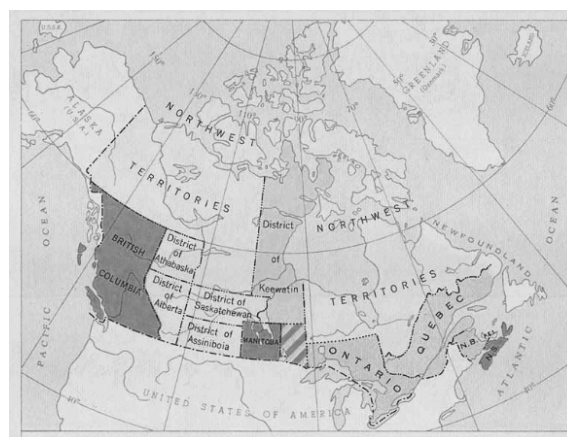 U.S.S.R.
ICELAND
GREENLAND
(Denmark)
ALASKA
(U.S.A.)
NORTHWEST
TERRITORIES
NORTHWEST
TERRITORIES
District
of
Keewatin
BRITISH
COLUMBIA
District
of
Athabaska
District
of
Alberta
District of
Saskatchewan
District of
Assiniboia
MANITOBA
ONTARIO
QUEBEC
NEWFOUNDLAND
N.B.
P.E.I.
N.S.
PACIFIC
OCEAN
ATLANTIC
OCEAN
UNITED STATES OF AMERICA